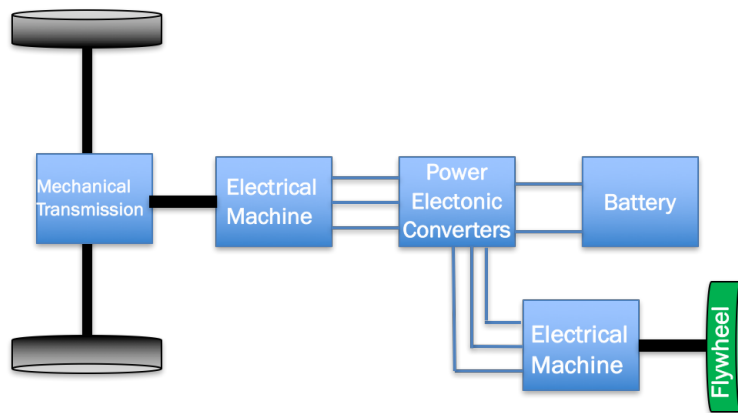 Mechanical
Transmission
Electrical
Machine
Power
Electonic
Converters
Battery
Electrical
Machine
Flywheel